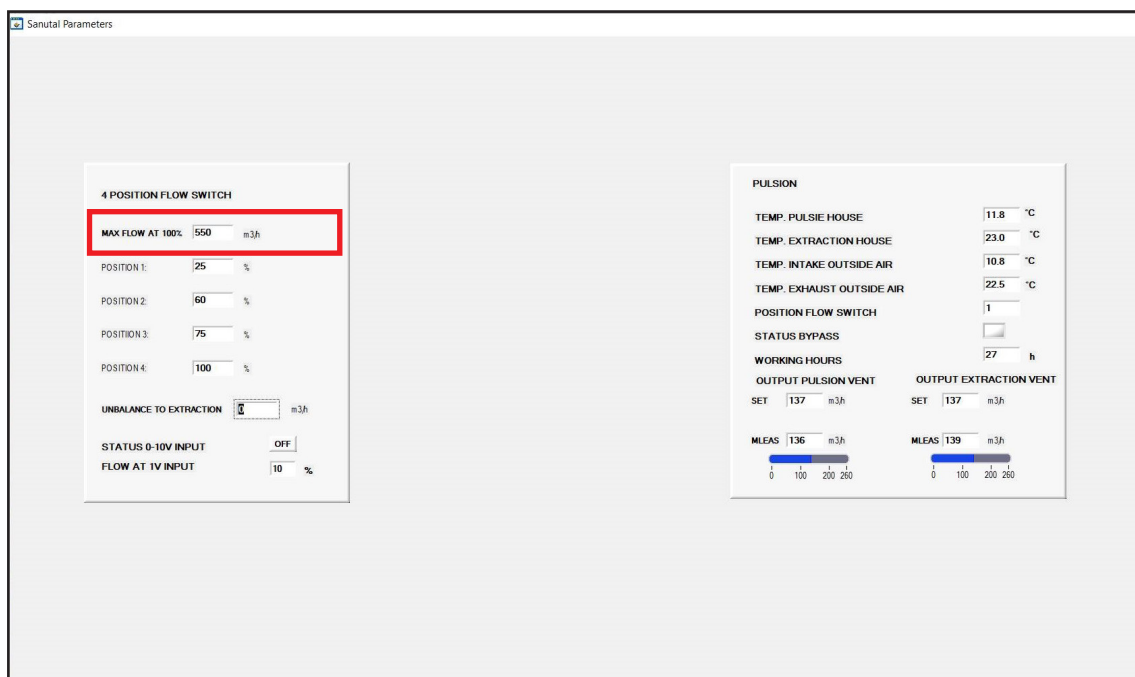 Sanutal Parameters
4 POSITION FLOW SWITCH
MAX FLOW AT 100% 550 m3/h
POSITION 1: 25 %
POSITION 2: 60 %
POSITIION 3: 75 %
POSITION 4: 100 %
UNBALANCE TO EXTRACTION 0 m3/h
STATUS 0-10V INPUT OFF
FLOW AT 1V INPUT 10 %
PULSION
TEMP. PULSIE HOUSE 11.8 °C
TEMP. EXTRACTION HOUSE 23.0 °C
TEMP. INTAKE OUTSIDE AIR 10.8 °C
TEMP. EXHAUST OUTSIDE AIR 22.5 °C
POSITION FLOW SWITCH 1
STATUS BYPASS
WORKING HOURS 27 h
OUTPUT PULSION VENT OUTPUT EXTRACTION VENT
SET 137 m3/h SET 137 m3/h
MLEAS 136 m3/h MLEAS 139 m3/h
0 100 200 260 0 100 200 260